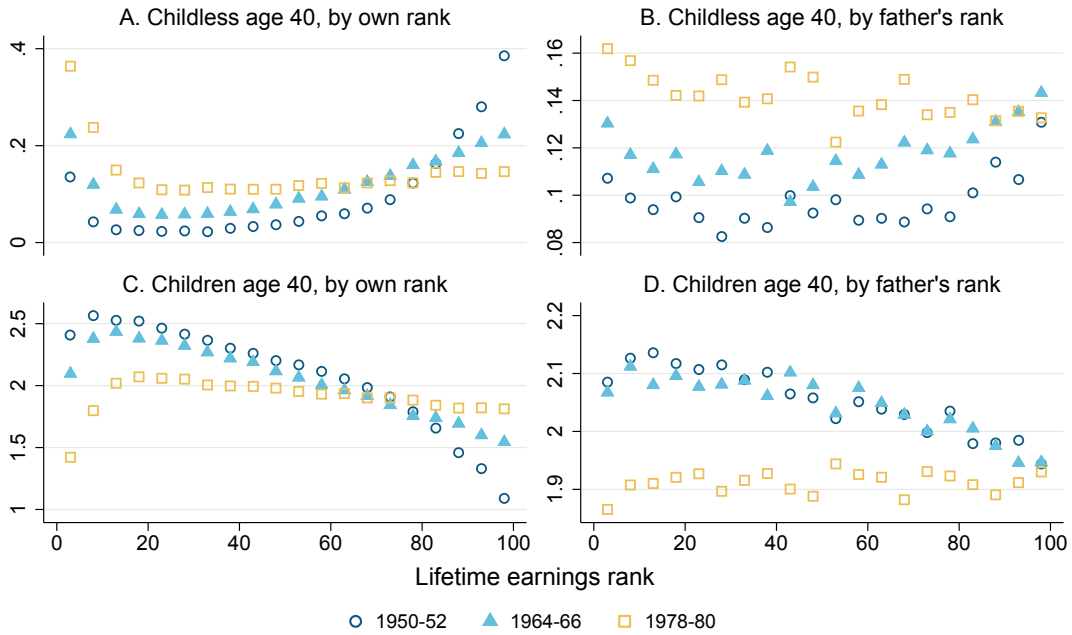 A. Childless age 40, by own rank
.4
.2
0
B. Childless age 40, by father's rank
.16
.14
.12
.1
.08
C. Children age 40, by own rank
2.5
2
1.5
1
0 20 40 60 80 100
D. Children age 40, by father's rank
2.2
2.1
2
1.9
0 20 40 60 80 100
Lifetime earnings rank
1950-52 1964-66 1978-80